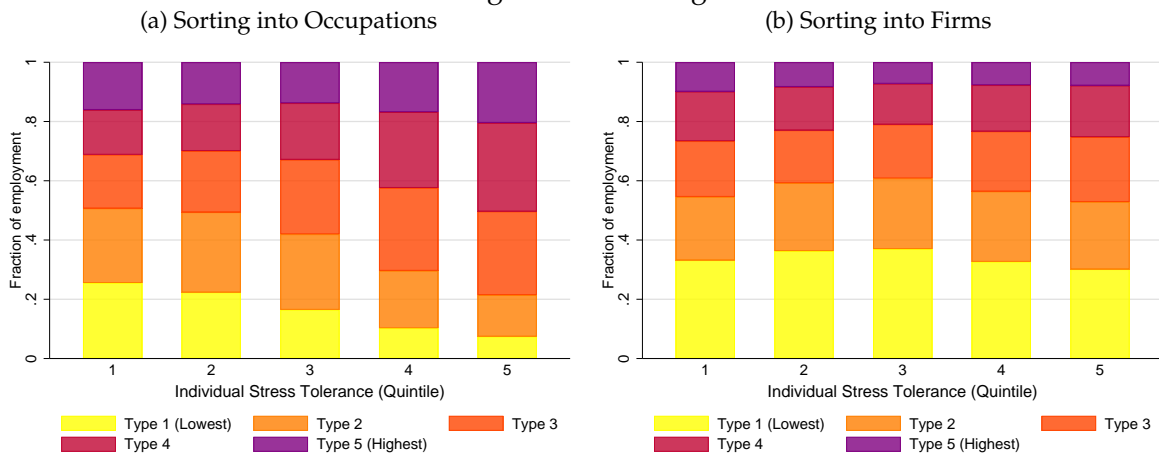 (a) Sorting into Occupations
(b) Sorting into Firms
Fraction of employment
1
.8
.6
.4
.2
0
1 2 3 4 5
Individual Stress Tolerance (Quintile)
Type 1 (Lowest) Type 2 Type 3
Type 4 Type 5 (Highest)
Fraction of employment
1
.8
.6
.4
.2
0
1 2 3 4 5
Individual Stress Tolerance (Quintile)
Type 1 (Lowest) Type 2 Type 3
Type 4 Type 5 (Highest)